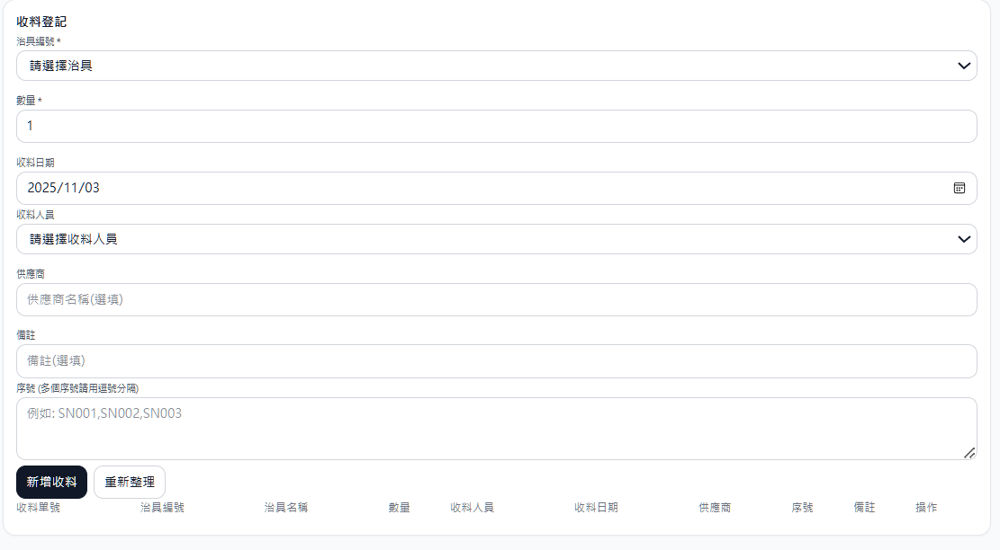 收料登記
治具編號 *
請選擇治具
數量 *
1
收料日期
2025/11/03
收料人員
請選擇收料人員
供應商
供應商名稱(選填)
備註
備註(選填)
序號 (多個序號請用逗號分隔)
例如: SN001,SN002,SN003
新增收料 重新整理
收料單號 治具編號 治具名稱 數量 收料人員 收料日期 供應商 序號 備註 操作